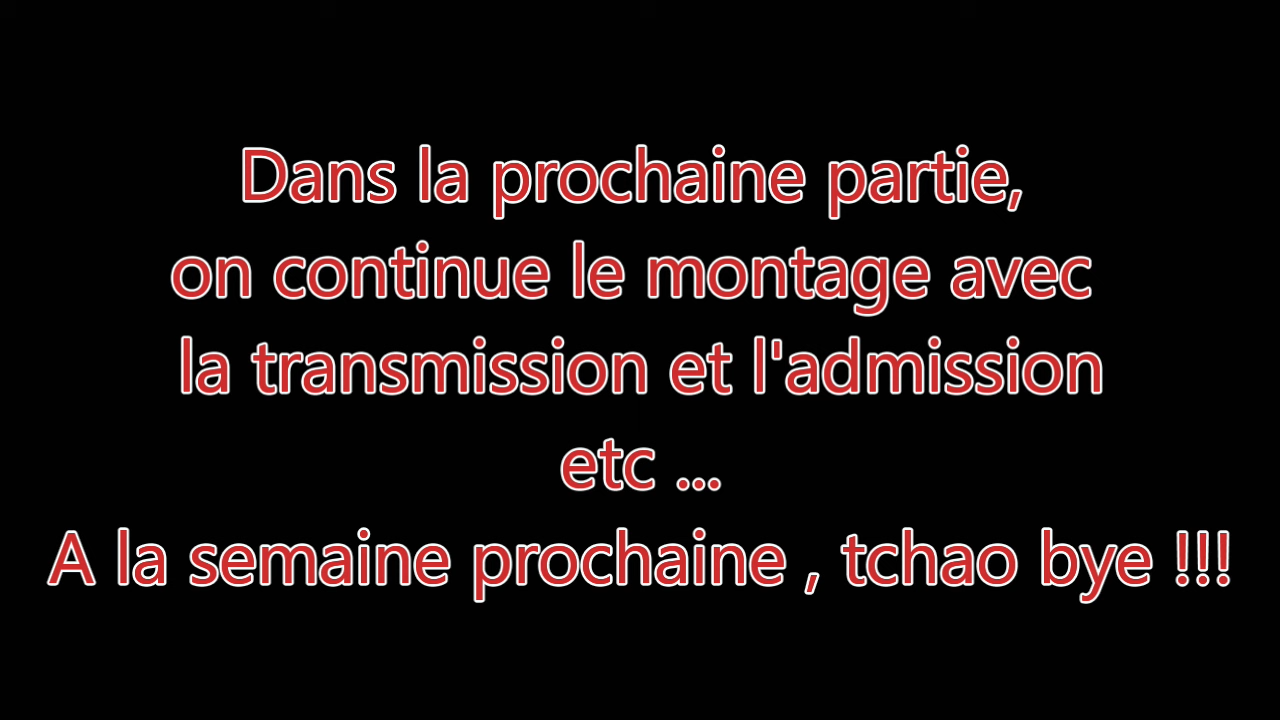 Dans la prochaine partie,
on continue le montage avec
la transmission et l'admission
etc ...
A la semaine prochaine , tchao bye !!!